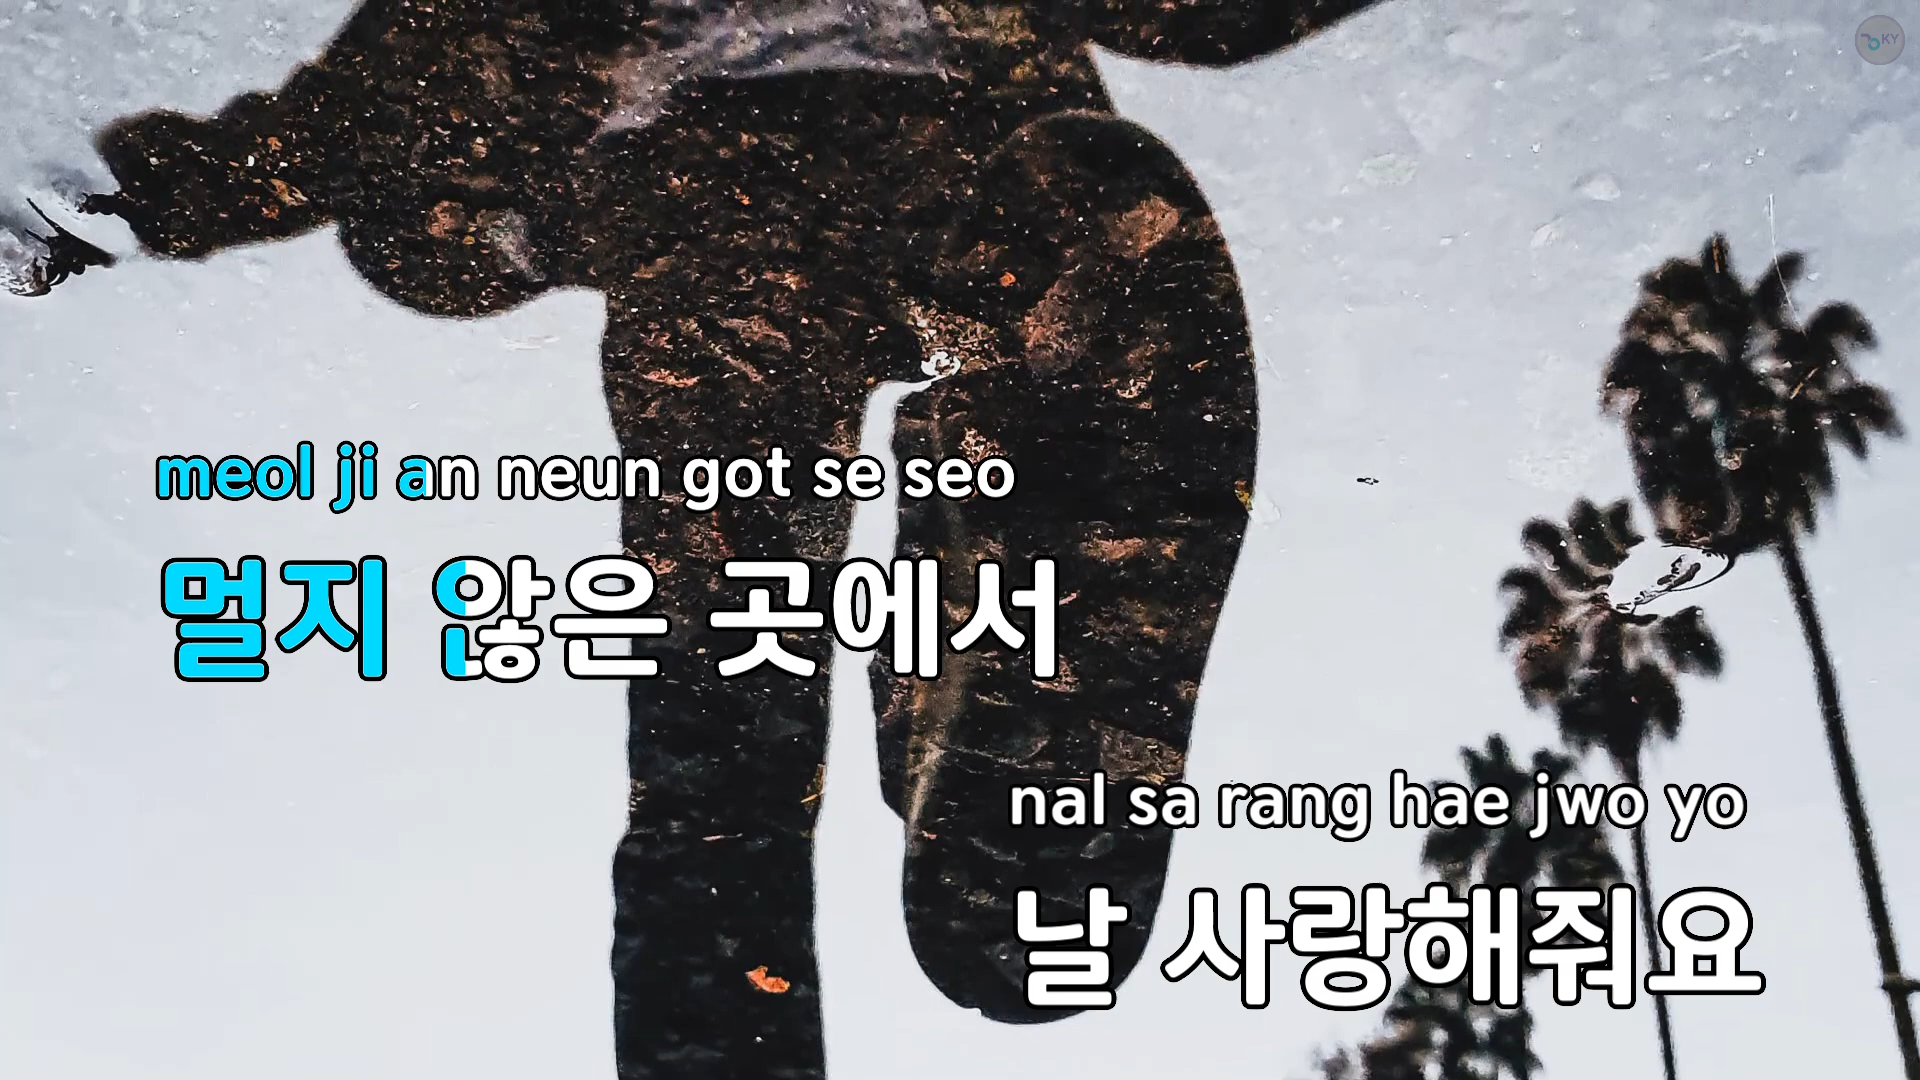 KY
meol ji an neun got se seo
멀지 않은 곳에서
nal sa rang hae jwo yo
날 사랑해줘요